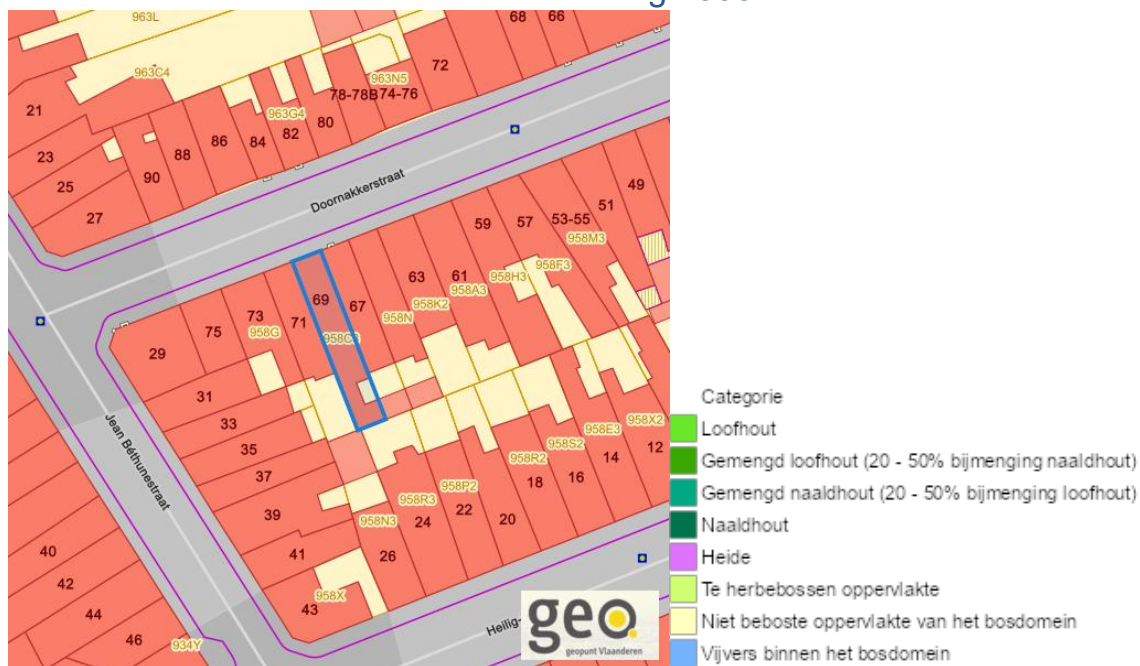 963L
68
66
72
963C4
963N5
78-78B
74-76
21
963G4
80
82
84
86
88
90
23
25
27
Doornakkerstraat
49
51
53-55
958M3
57
59
958F3
958H3
61
958A3
63
958K2
958N
67
69
71
73
958G
75
29
31
33
35
37
39
41
43
958X
Jean Béthunestraat
40
42
44
46
934Y
958N3
26
958R3
24
958P2
22
20
958R2
18
958S2
16
958E3
14
958X2
12
Heilig-
geo.
geopunt Vlaanderen
Categorie
Loofhout
Gemengd loofhout (20 - 50% bijmenging naaldhout)
Gemengd naaldhout (20 - 50% bijmenging loofhout)
Naaldhout
Heide
Te herbebossen oppervlakte
Niet beboste oppervlakte van het bosdomein
Vijvers binnen het bosdomein